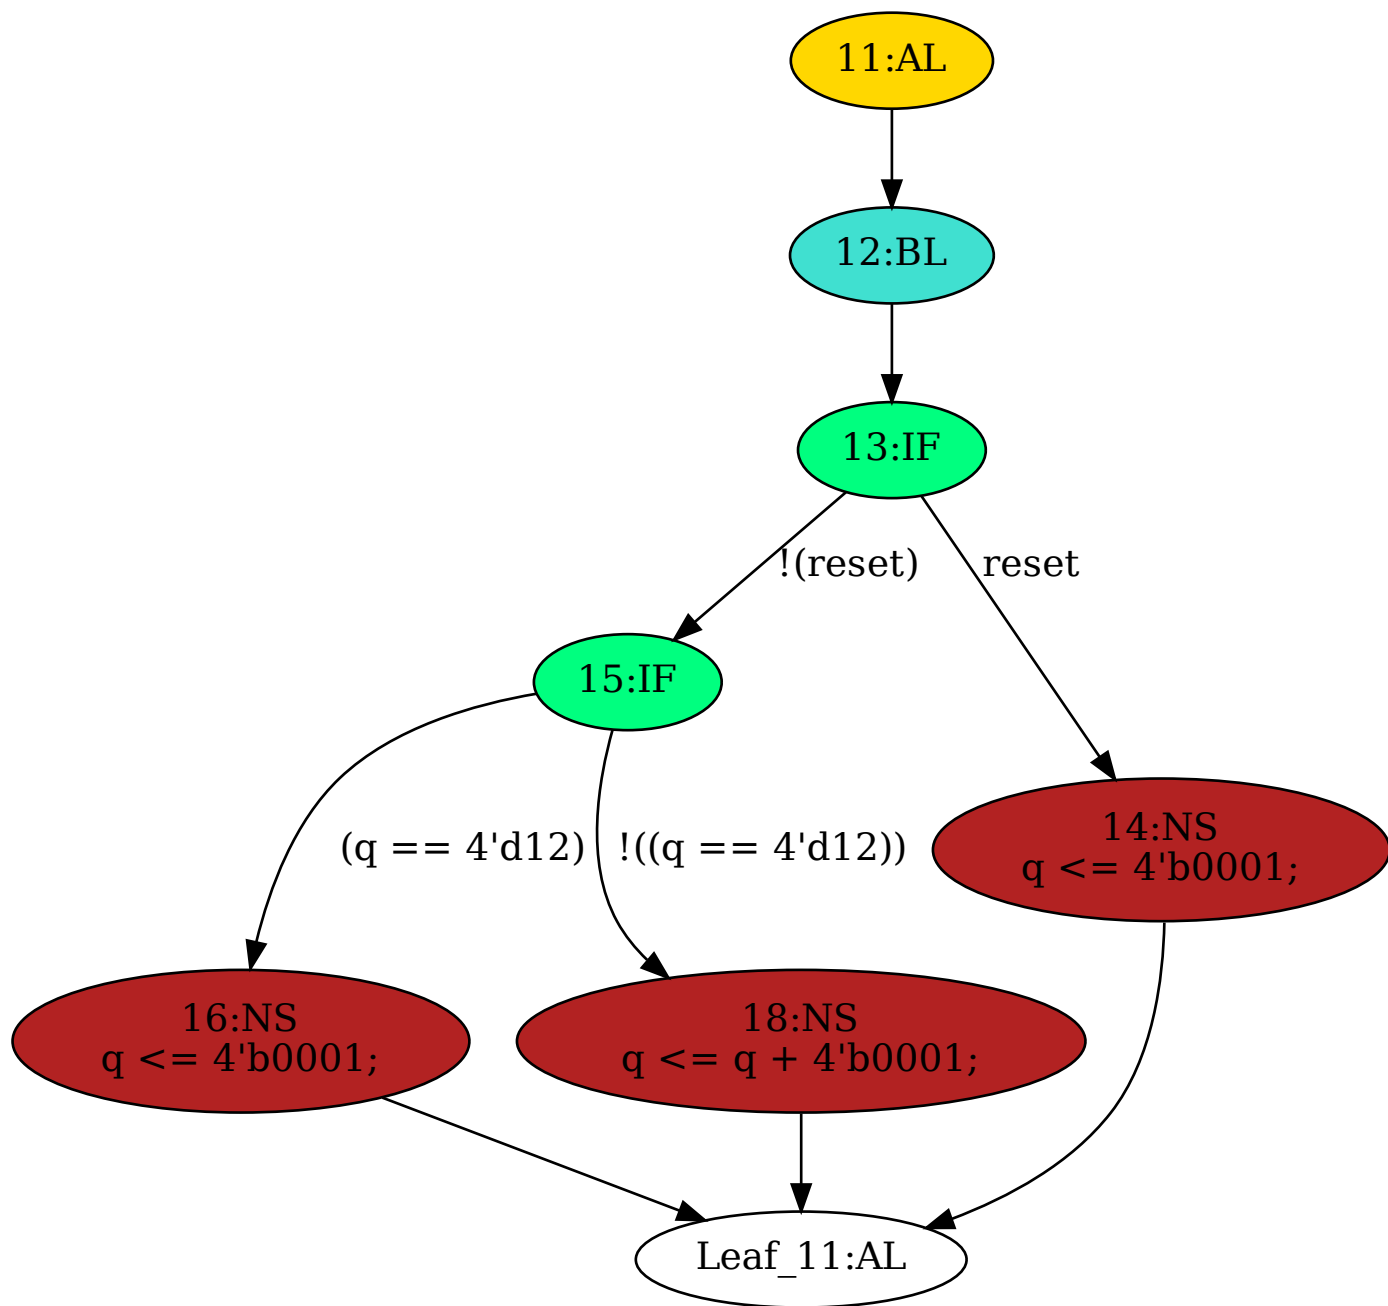 11:AL
12:BL
13:IF
!(reset)
reset
15:IF
(q == 4'd12)
!((q == 4'd12))
14:NS
q <= 4'b0001;
16:NS
q <= 4'b0001;
18:NS
q <= q + 4'b0001;
Leaf_11:AL